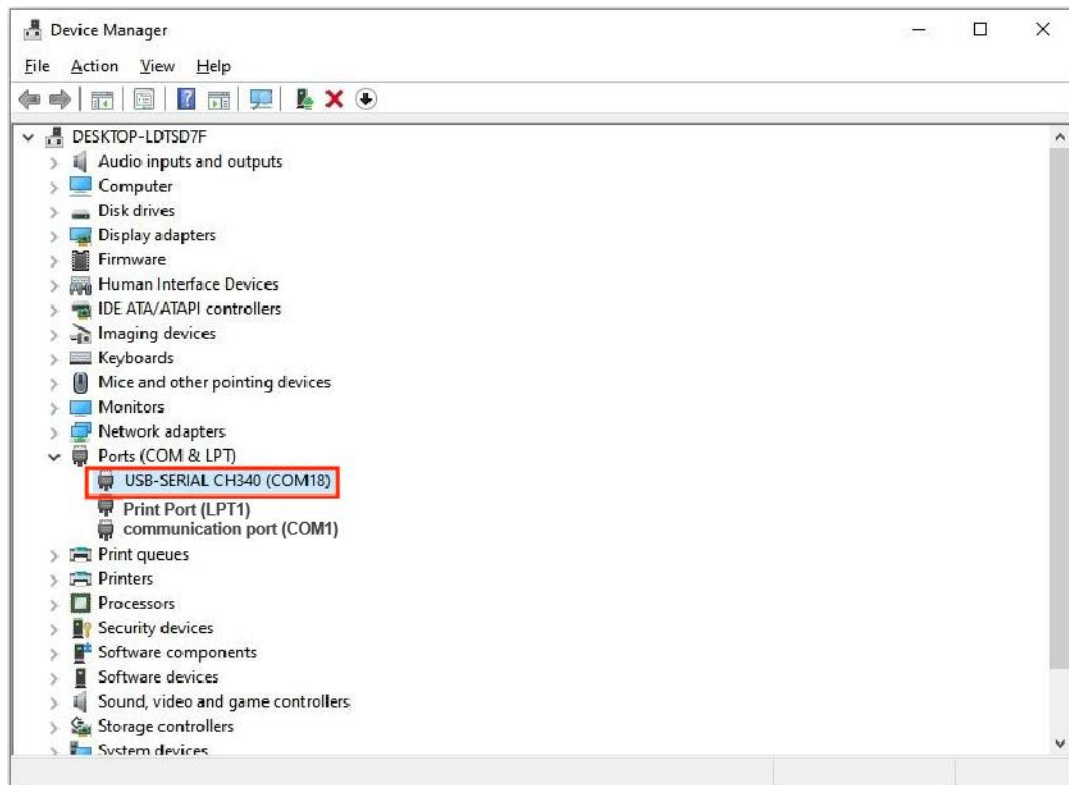 Device Manager
File Action View Help
DESKTOP-LDTSD7F
Audio inputs and outputs
Computer
Disk drives
Display adapters
Firmware
Human Interface Devices
IDE ATA/ATAPI controllers
Imaging devices
Keyboards
Mice and other pointing devices
Monitors
Network adapters
Ports (COM & LPT)
USB-SERIAL CH340 (COM18)
Print Port (LPT1)
communication port (COM1)
Print queues
Printers
Processors
Security devices
Software components
Software devices
Sound, video and game controllers
Storage controllers
System devices